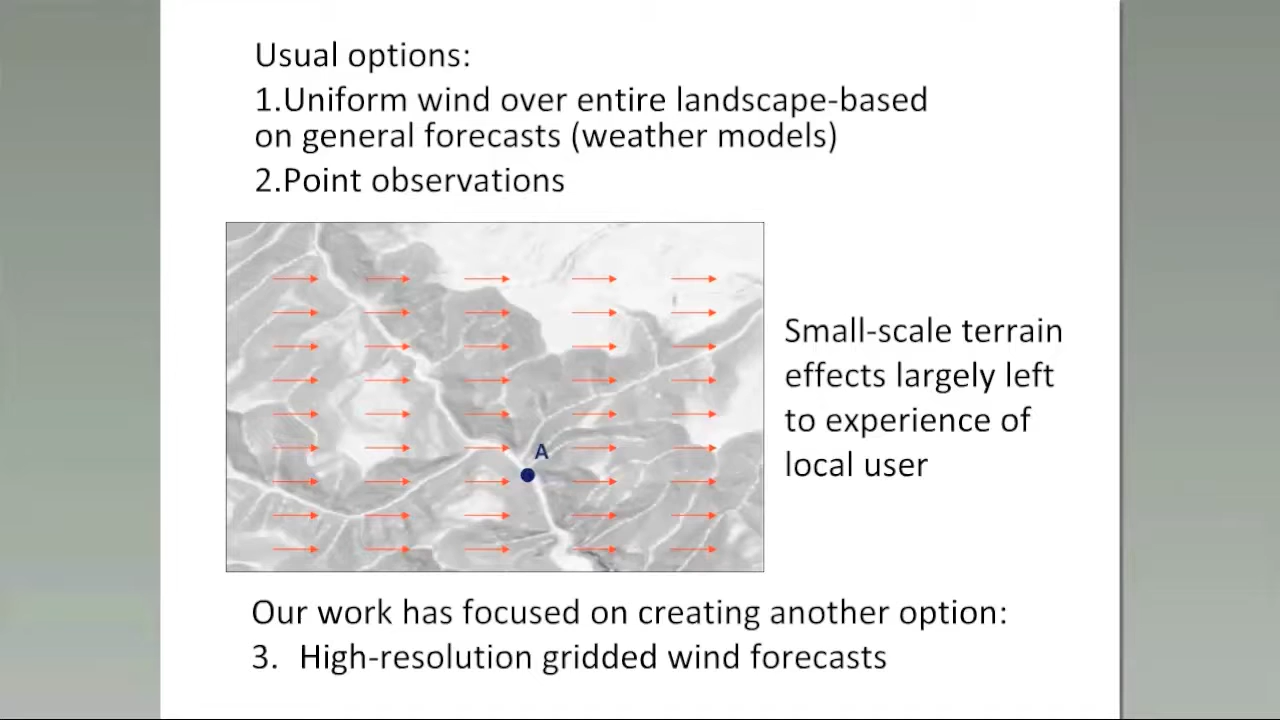 Usual options:
1.Uniform wind over entire landscape-based
on general forecasts (weather models)
2.Point observations
A
Small-scale terrain
effects largely left
to experience of
local user
Our work has focused on creating another option:
3. High-resolution gridded wind forecasts